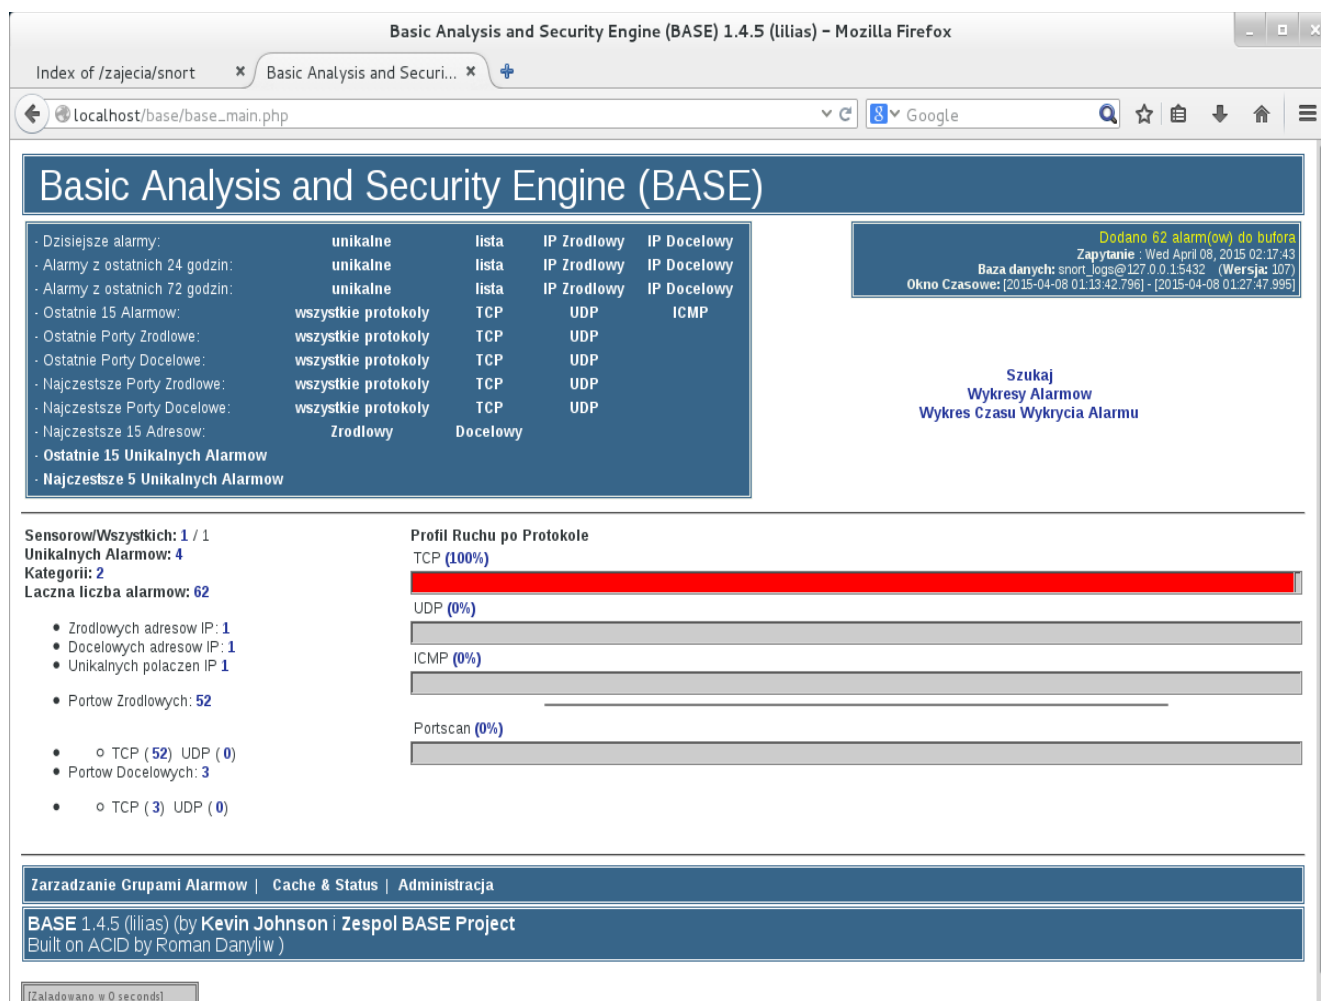 Basic Analysis and Security Engine (BASE) 1.4.5 (lilias) – Mozilla Firefox
Index of /zajecia/snort
Basic Analysis and Securi...
localhost/base/base_main.php
Google
Basic Analysis and Security Engine (BASE)
· Dzisiejsze alarmy: unikalne lista IP Zrodlowy IP Docelowy
· Alarmy z ostatnich 24 godzin: unikalne lista IP Zrodlowy IP Docelowy
· Alarmy z ostatnich 72 godzin: unikalne lista IP Zrodlowy IP Docelowy
· Ostatnie 15 Alarmow: wszystkie protokoly TCP UDP ICMP
· Ostatnie Porty Zrodlowe: wszystkie protokoly TCP UDP
· Ostatnie Porty Docelowe: wszystkie protokoly TCP UDP
· Najczestsze Porty Zrodlowe: wszystkie protokoly TCP UDP
· Najczestsze Porty Docelowe: wszystkie protokoly TCP UDP
· Najczestsze 15 Adresow: Zrodlowy Docelowy
· Ostatnie 15 Unikalnych Alarmow
· Najczestsze 5 Unikalnych Alarmow
Dodano 62 alarm(ow) do bufora
Zapytanie : Wed April 08, 2015 02:17:43
Baza danych: snort_logs@127.0.0.1:5432 (Wersja: 107)
Okno Czasowe: [2015-04-08 01:13:42.796] - [2015-04-08 01:27:47.995]
Szukaj
Wykresy Alarmow
Wykres Czasu Wykrycia Alarmu
Sensorow/Wszystkich: 1 / 1
Unikalnych Alarmow: 4
Kategorii: 2
Laczna liczba alarmow: 62
• Zrodlowych adresow IP: 1
• Docelowych adresow IP: 1
• Unikalnych polaczen IP 1
• Portow Zrodlowych: 52
• ○ TCP ( 52) UDP ( 0)
• Portow Docelowych: 3
• ○ TCP ( 3) UDP ( 0)
Profil Ruchu po Protokole
TCP (100%)
UDP (0%)
ICMP (0%)
Portscan (0%)
Zarzadzanie Grupami Alarmow | Cache & Status | Administracja
BASE 1.4.5 (lilias) (by Kevin Johnson i Zespol BASE Project
Built on ACID by Roman Danyliw )
[Zaladowano w 0 seconds]